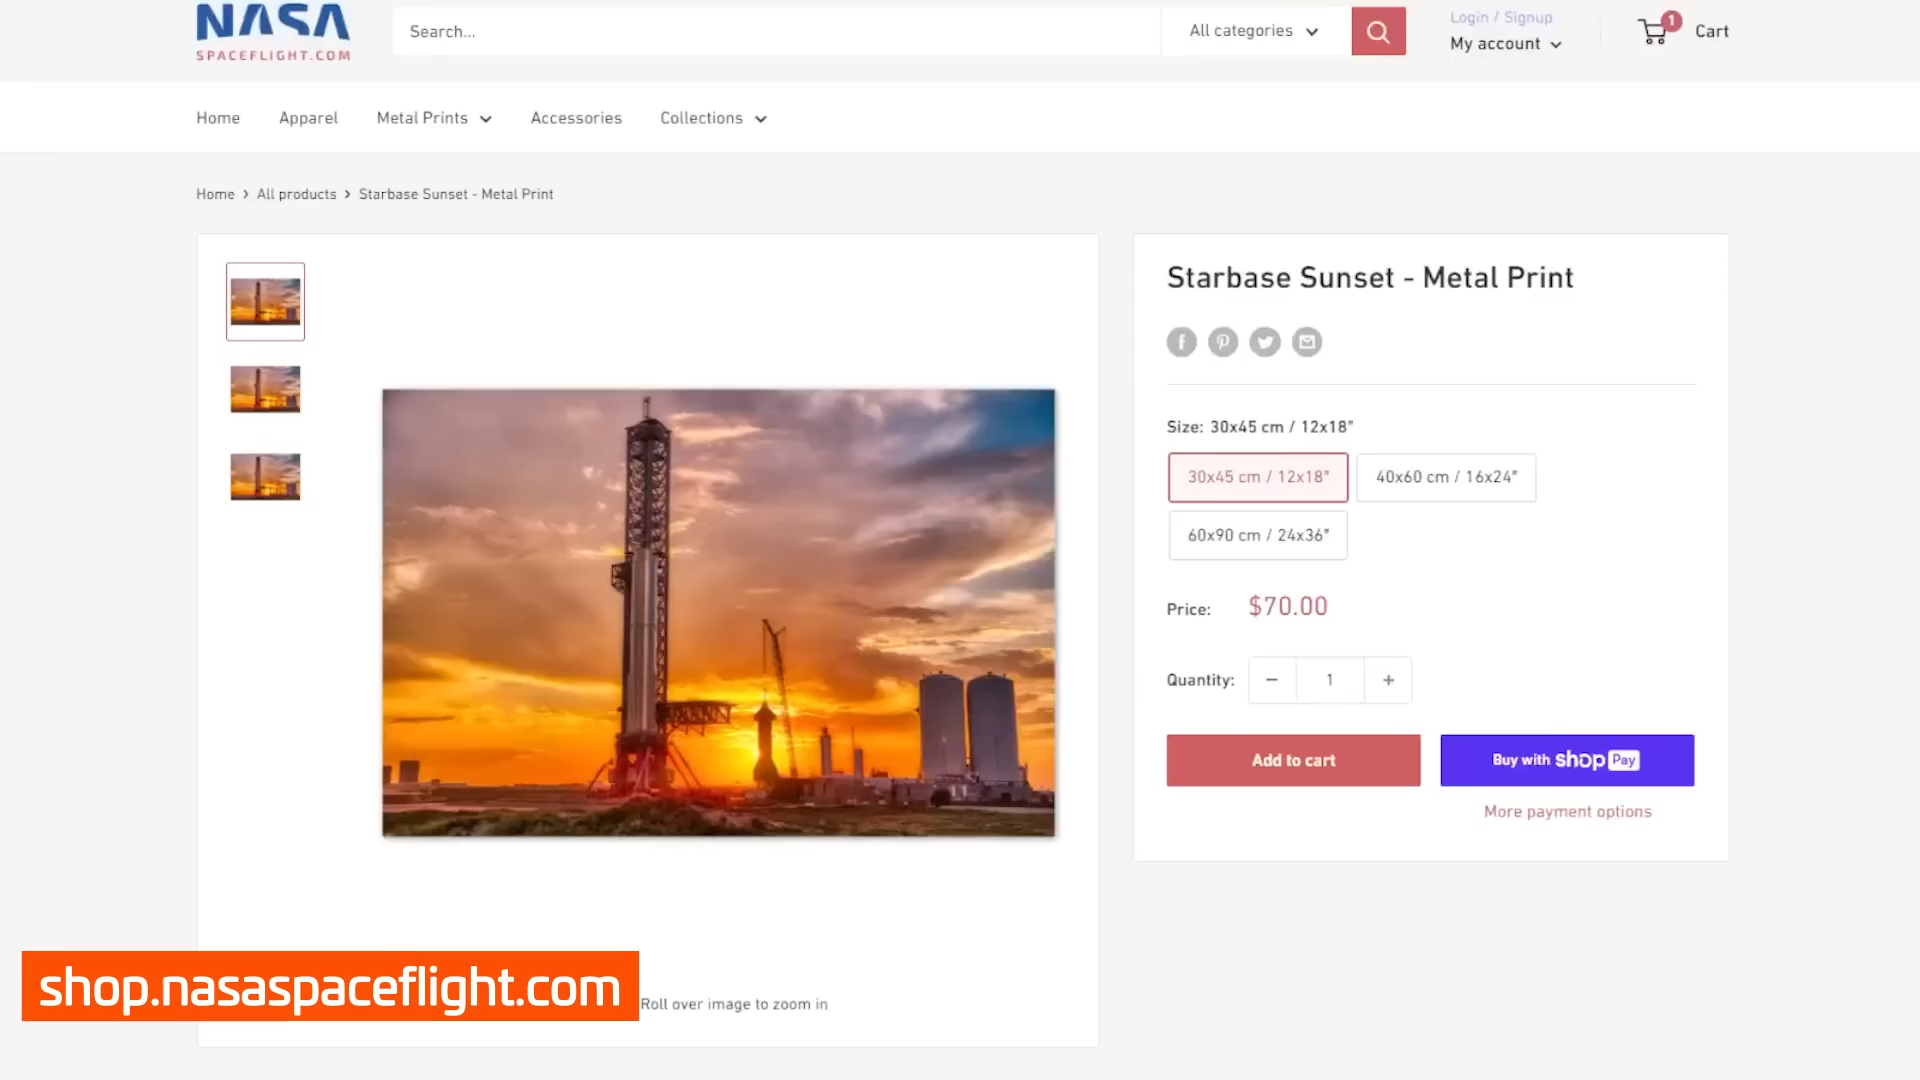 NASA
SPACEFLIGHT.COM
Search...
All categories
Login / Signup
My account
1
Cart
Home
Apparel
Metal Prints
Accessories
Collections
Home > All products > Starbase Sunset - Metal Print
Starbase Sunset - Metal Print
Size: 30x45 cm / 12x18"
30x45 cm / 12x18"
40x60 cm / 16x24"
60x90 cm / 24x36"
Price: $70.00
Quantity: − 1 +
Add to cart
Buy with shop Pay
More payment options
shop.nasaspaceflight.com
Roll over image to zoom in